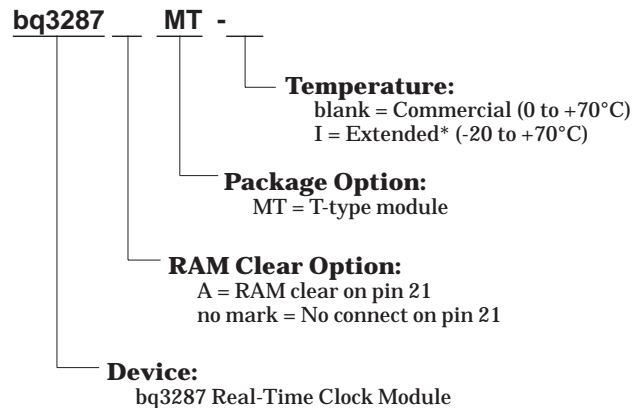 bq3287 MT -
Temperature:
blank = Commercial (0 to +70°C)
I = Extended* (-20 to +70°C)
Package Option:
MT = T-type module
RAM Clear Option:
A = RAM clear on pin 21
no mark = No connect on pin 21
Device:
bq3287 Real-Time Clock Module